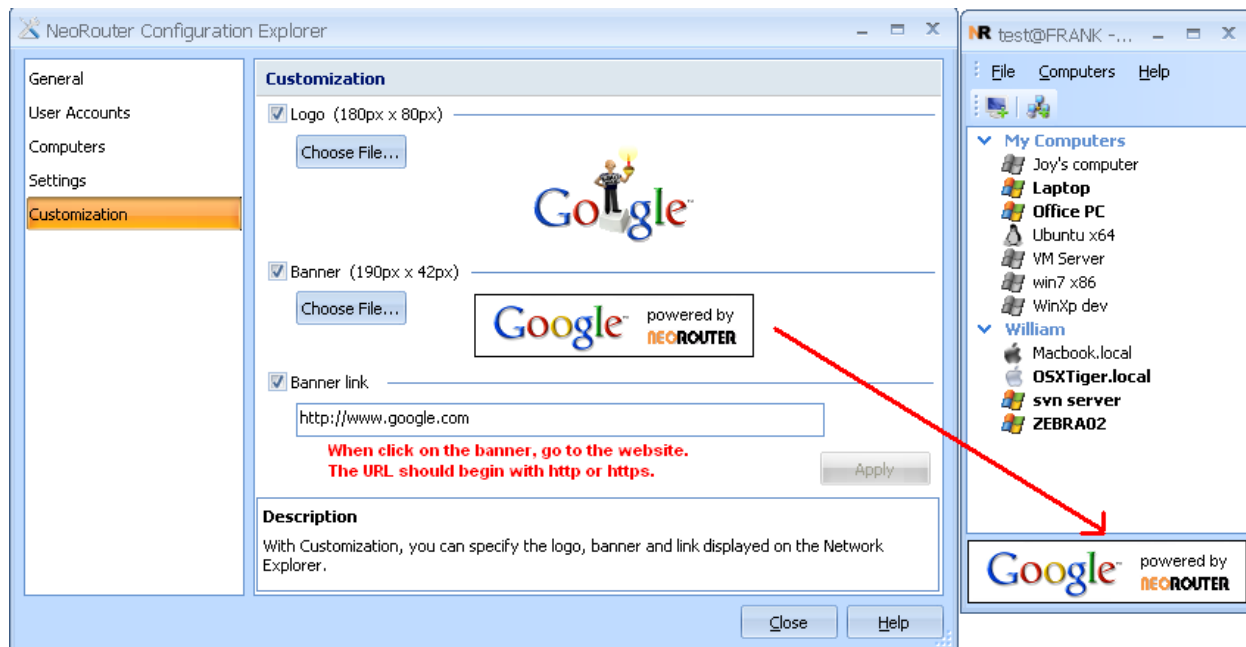 NeoRouter Configuration Explorer
General
User Accounts
Computers
Settings
Customization
Customization
Logo (180px x 80px)
Choose File...
Google™
Banner (190px x 42px)
Choose File...
Google™ powered by
NEOROUTER
Banner link
http://www.google.com
When click on the banner, go to the website.
The URL should begin with http or https.
Apply
Description
With Customization, you can specify the logo, banner and link displayed on the Network
Explorer.
Close
Help
NR test@FRANK -...
File Computers Help
My Computers
Joy's computer
Laptop
Office PC
Ubuntu x64
VM Server
win7 x86
WinXp dev
William
Macbook.local
OSXTiger.local
svn server
ZEBRA02
Google™ powered by
NEOROUTER